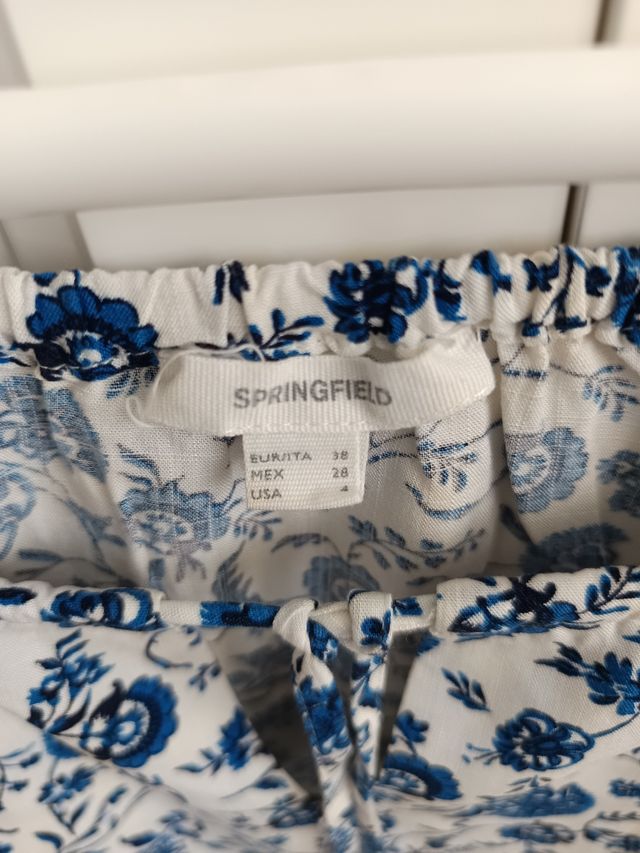 SPRINGFIELD
EUR/ITA 38
MEX 28
USA 4